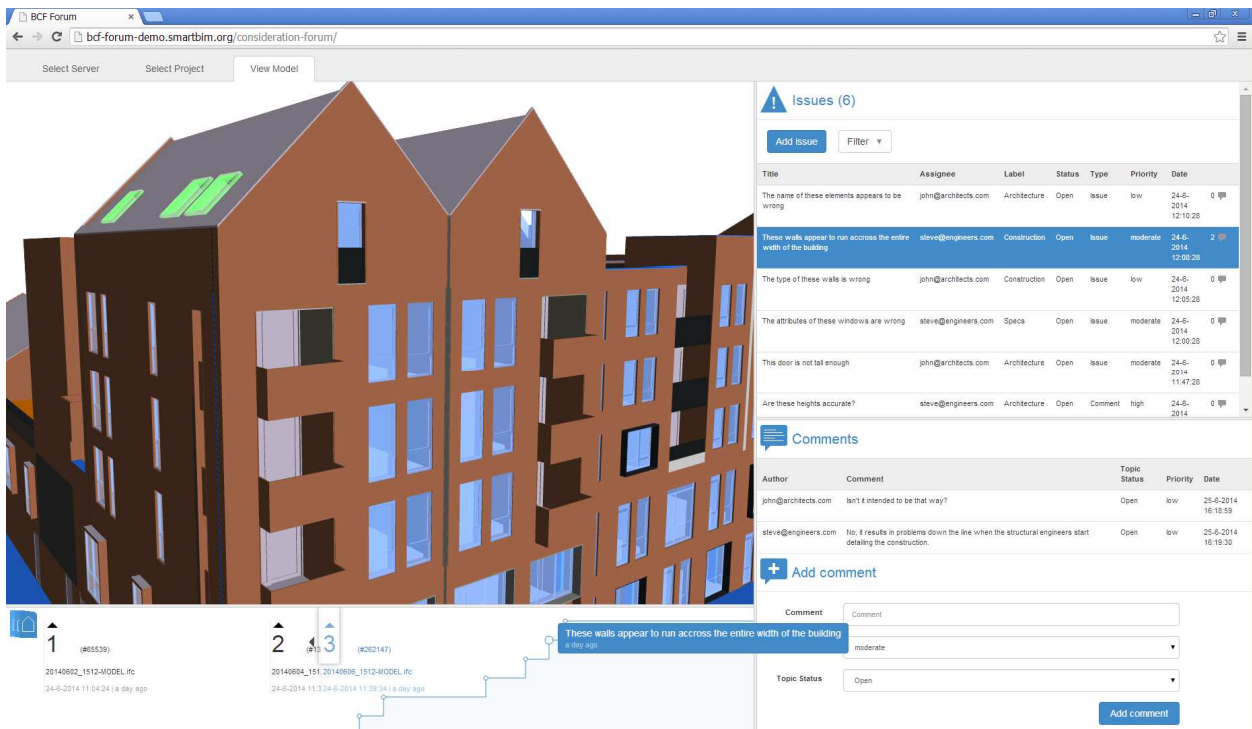 BCF Forum
bcf-forum-demo.smartbim.org/consideration-forum/
Select Server Select Project View Model
Issues (6)
Add issue Filter
Title Assignee Label Status Type Priority Date
The name of these elements appears to be
wrong
john@architects.com Architecture Open Issue low 24-6-
2014
12:10:28
0
These walls appear to run accross the entire
width of the building
steve@engineers.com Construction Open Issue moderate 24-6-
2014
12:08:28
2
The type of these walls is wrong john@architects.com Construction Open Issue low 24-6-
2014
12:05:28
0
The attributes of these windows are wrong steve@engineers.com Specs Open Issue moderate 24-6-
2014
12:00:28
0
This door is not tall enough john@architects.com Architecture Open Issue moderate 24-6-
2014
11:47:28
0
Are these heights accurate? steve@engineers.com Architecture Open Comment high 24-6-
2014
0
Comments
Author Comment Topic
Status Priority Date
john@architects.com Isn't it intended to be that way? Open low 25-6-2014
16:18:59
steve@engineers.com No, it results in problems down the line when the structural engineers start
detailing the construction.
Open low 25-6-2014
16:19:30
Add comment
Comment Comment
moderate
Topic Status Open
Add comment
1 (#65539)
20140602_1512-MODEL.ifc
24-6-2014 11:04:24 | a day ago
2 (#13
20140604_151
24-6-2014 11:3
3 (#262147)
20140606_1512-MODEL.ifc
24-6-2014 11:39:34 | a day ago
These walls appear to run accross the entire width of the building
a day ago